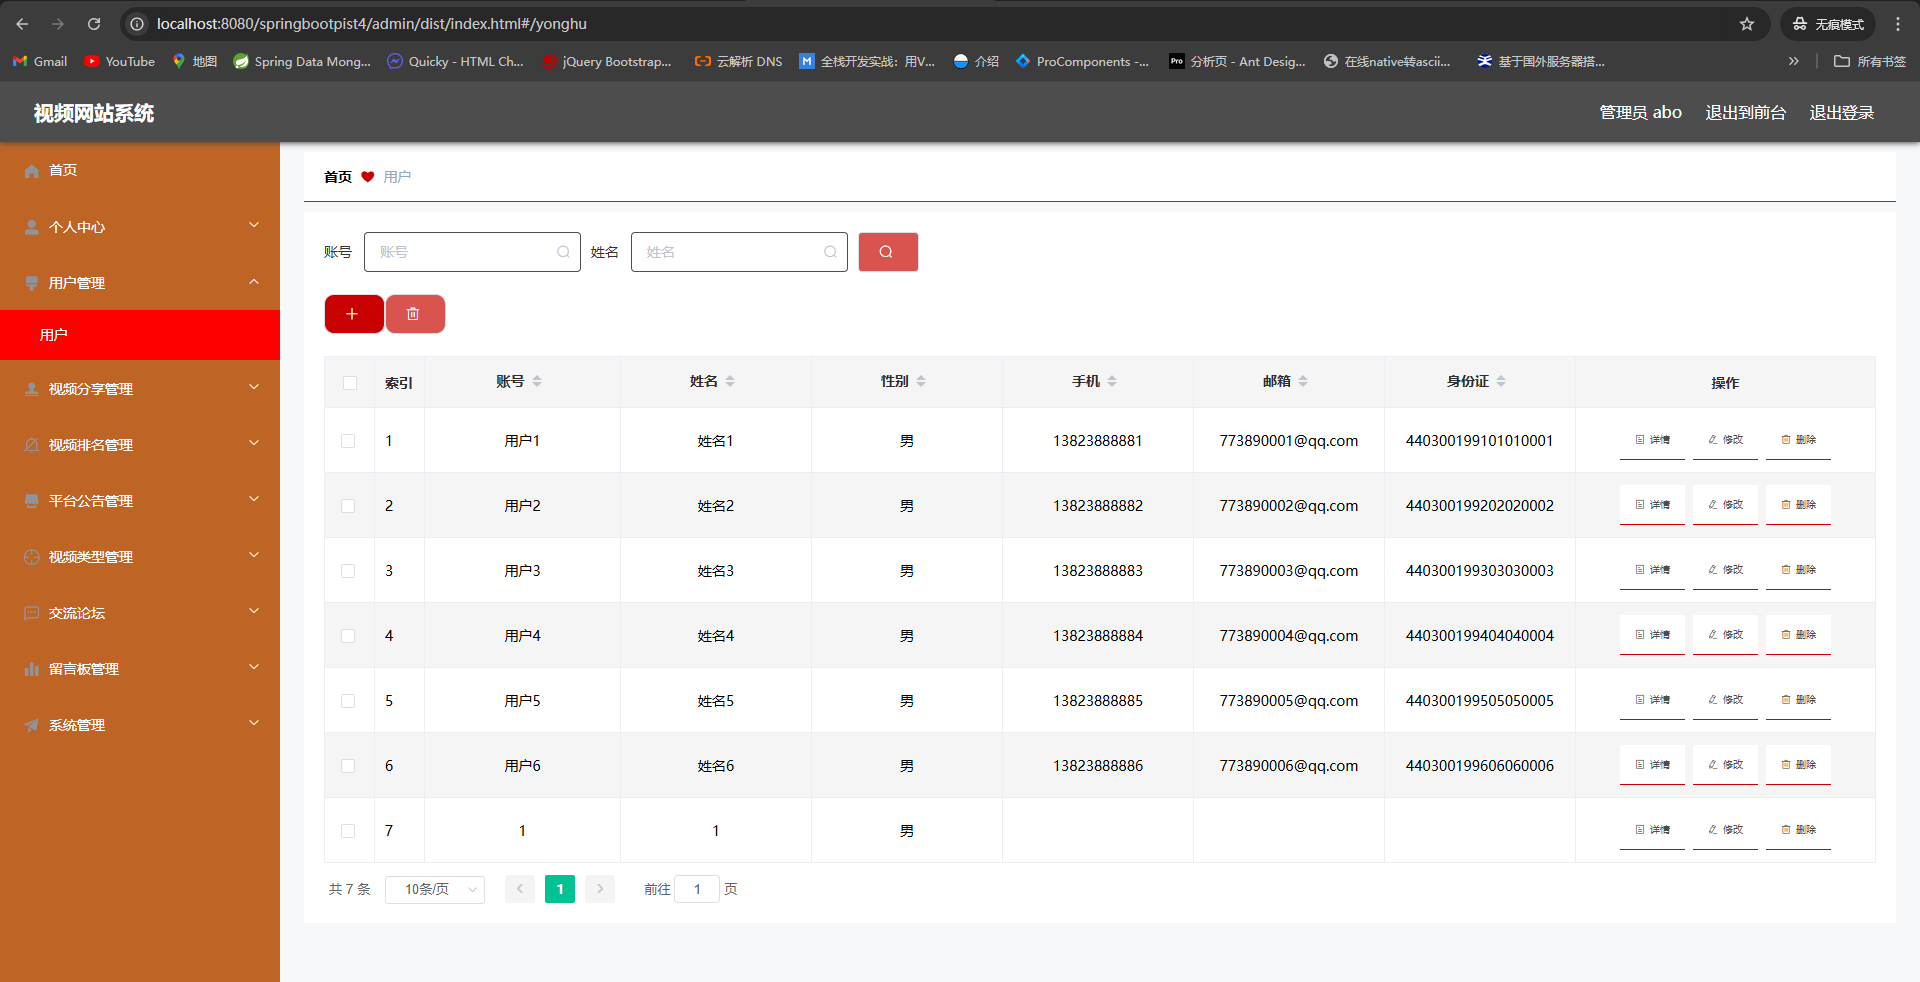 localhost:8080/springbootpist4/admin/dist/index.html#/yonghu 无痕模式
Gmail YouTube 地图 Spring Data Mong... Quicky - HTML Ch... jQuery Bootstrap... 云解析 DNS 全栈开发实战：用V... 介绍 ProComponents -... Pro 分析页 - Ant Desig... 在线native转ascii... 基于国外服务器搭... 所有书签
视频网站系统 管理员 abo 退出到前台 退出登录
首页
个人中心
用户管理
用户
视频分享管理
视频排名管理
平台公告管理
视频类型管理
交流论坛
留言板管理
系统管理
首页 用户
账号 账号 姓名 姓名
索引 账号 姓名 性别 手机 邮箱 身份证 操作
1 用户1 姓名1 男 13823888881 773890001@qq.com 440300199101010001 详情 修改 删除
2 用户2 姓名2 男 13823888882 773890002@qq.com 440300199202020002 详情 修改 删除
3 用户3 姓名3 男 13823888883 773890003@qq.com 440300199303030003 详情 修改 删除
4 用户4 姓名4 男 13823888884 773890004@qq.com 440300199404040004 详情 修改 删除
5 用户5 姓名5 男 13823888885 773890005@qq.com 440300199505050005 详情 修改 删除
6 用户6 姓名6 男 13823888886 773890006@qq.com 440300199606060006 详情 修改 删除
7 1 1 男 详情 修改 删除
共 7 条 10条/页 1 前往 1 页